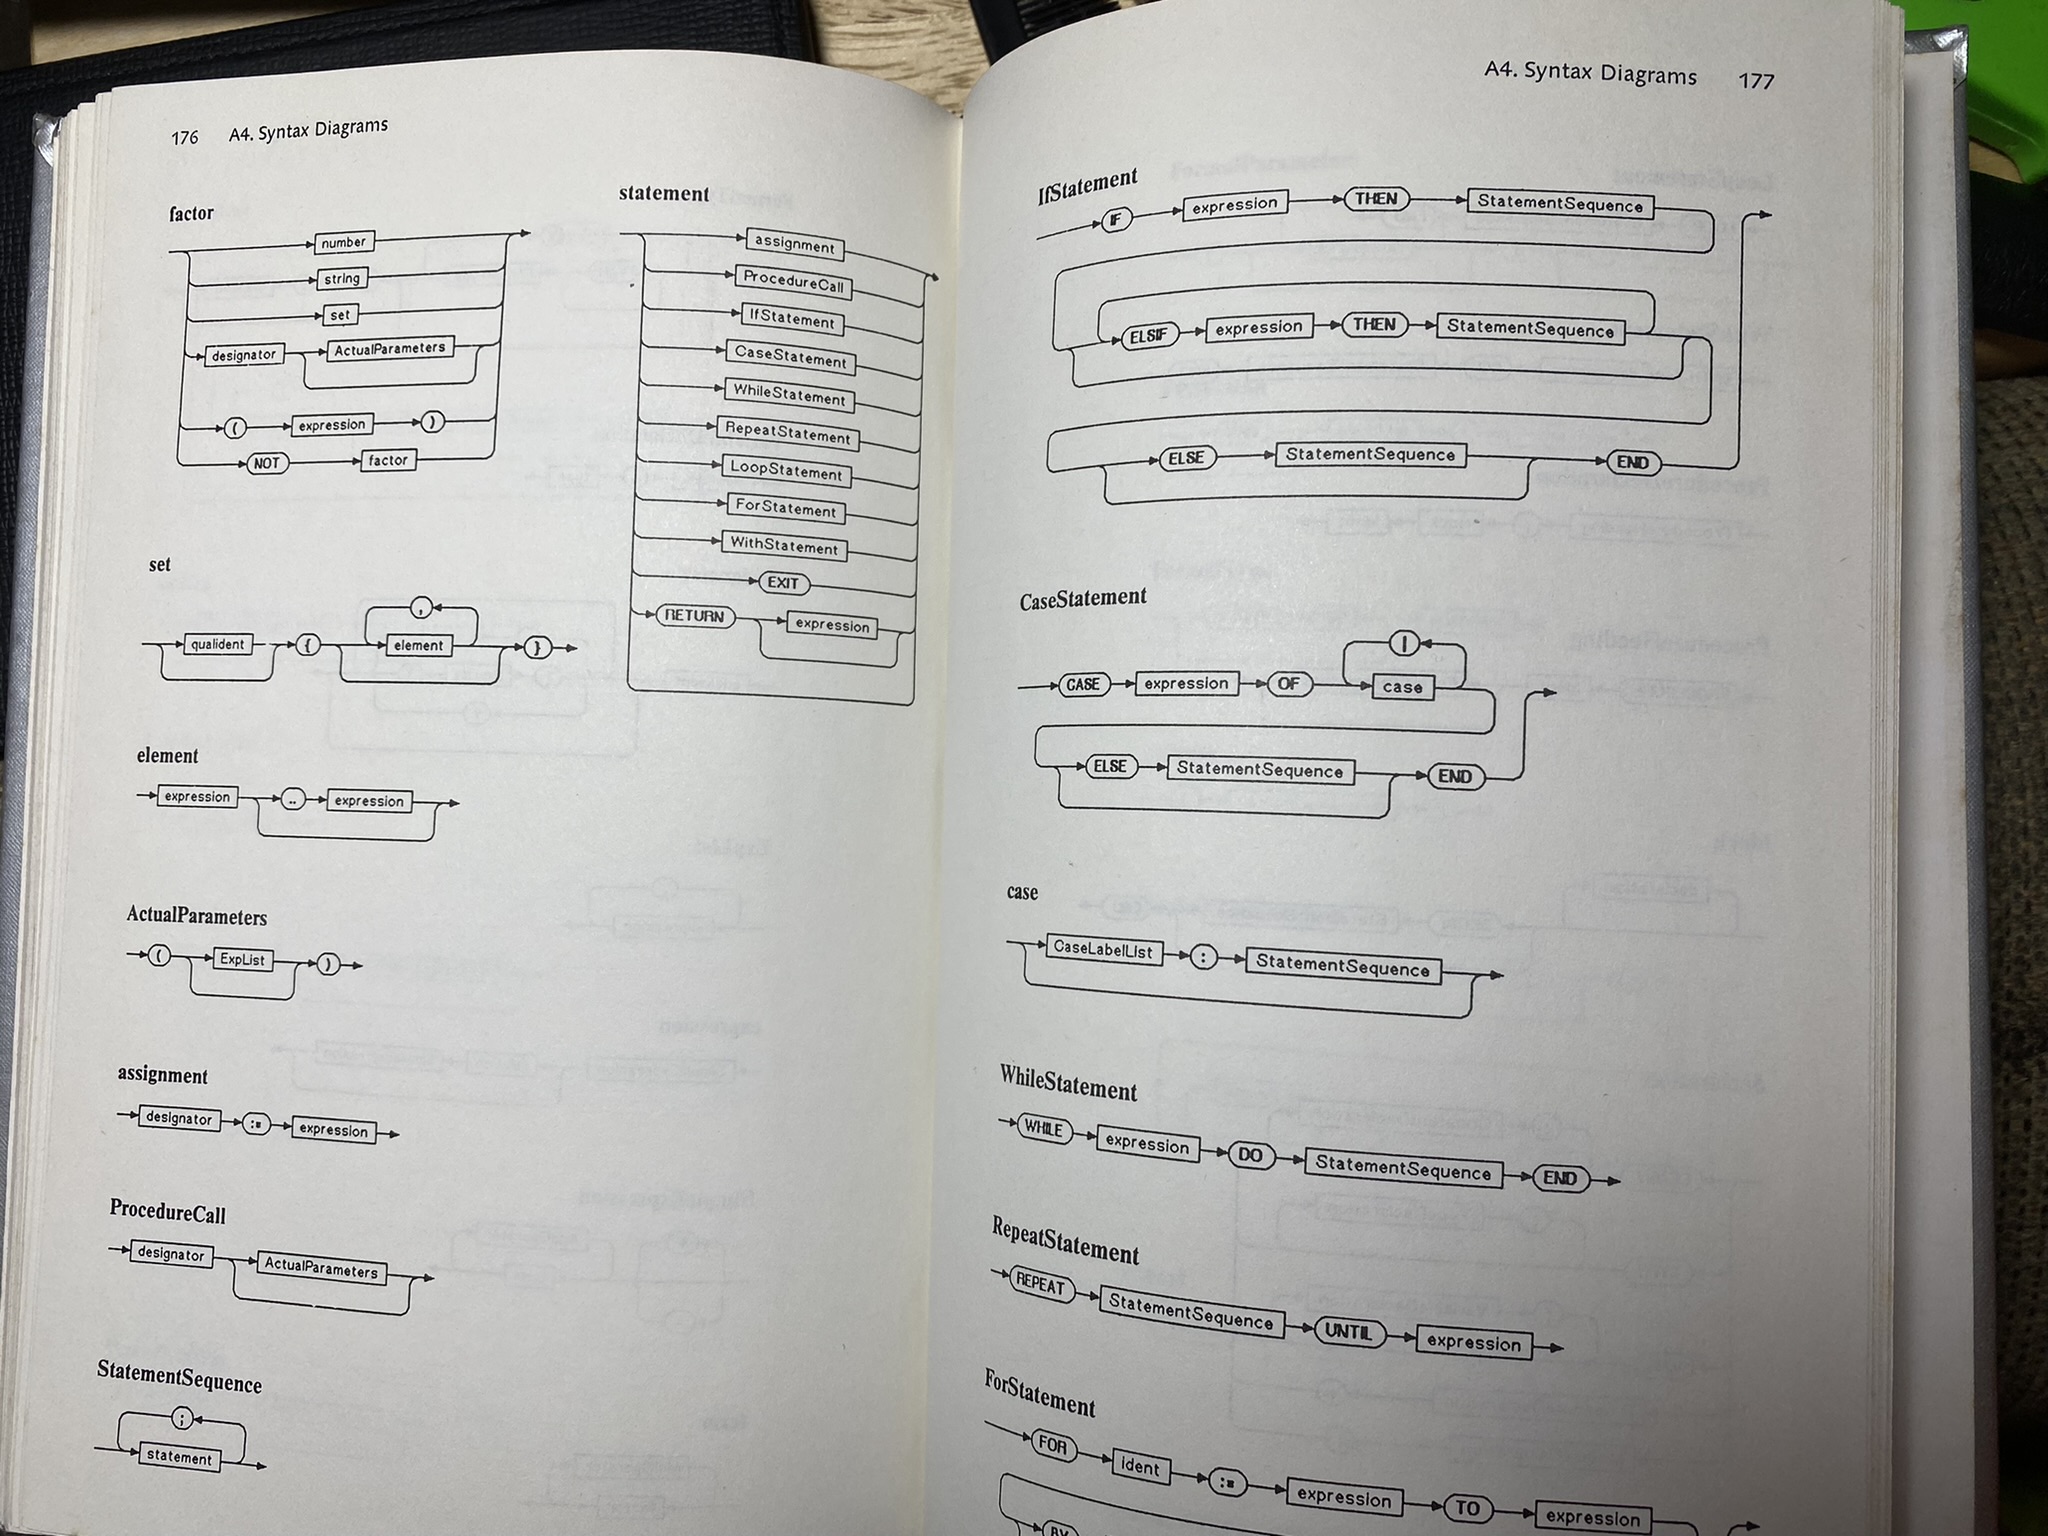 176 A4. Syntax Diagrams
factor
number
string
set
designator ActualParameters
( expression )
NOT factor
set
,
qualident { element }
element
expression .. expression
ActualParameters
( ExpList )
assignment
designator := expression
ProcedureCall
designator ActualParameters
StatementSequence
;
statement
statement
assignment
ProcedureCall
IfStatement
CaseStatement
WhileStatement
RepeatStatement
LoopStatement
ForStatement
WithStatement
EXIT
RETURN expression
A4. Syntax Diagrams 177
IfStatement
IF expression THEN StatementSequence
ELSIF expression THEN StatementSequence
ELSE StatementSequence END
CaseStatement
|
CASE expression OF case
ELSE StatementSequence END
case
CaseLabelList : StatementSequence
WhileStatement
WHILE expression DO StatementSequence END
RepeatStatement
REPEAT StatementSequence UNTIL expression
ForStatement
FOR ident := expression TO expression
BY